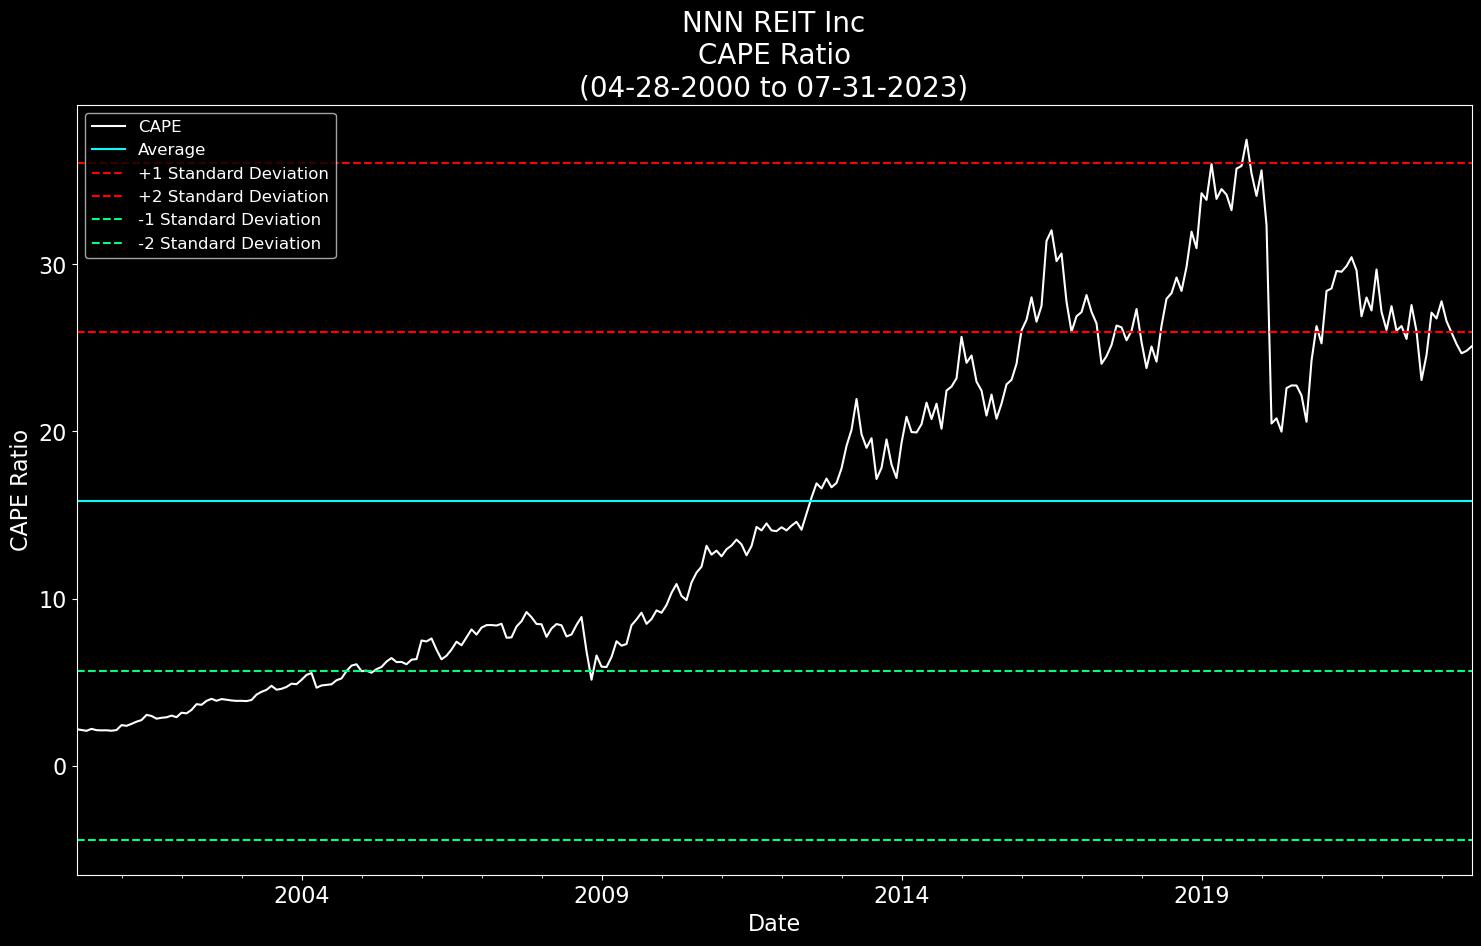 NNN REIT Inc
CAPE Ratio
(04-28-2000 to 07-31-2023)
CAPE
Average
+1 Standard Deviation
+2 Standard Deviation
-1 Standard Deviation
-2 Standard Deviation
30
20
10
0
CAPE Ratio
2004
2009
2014
2019
Date